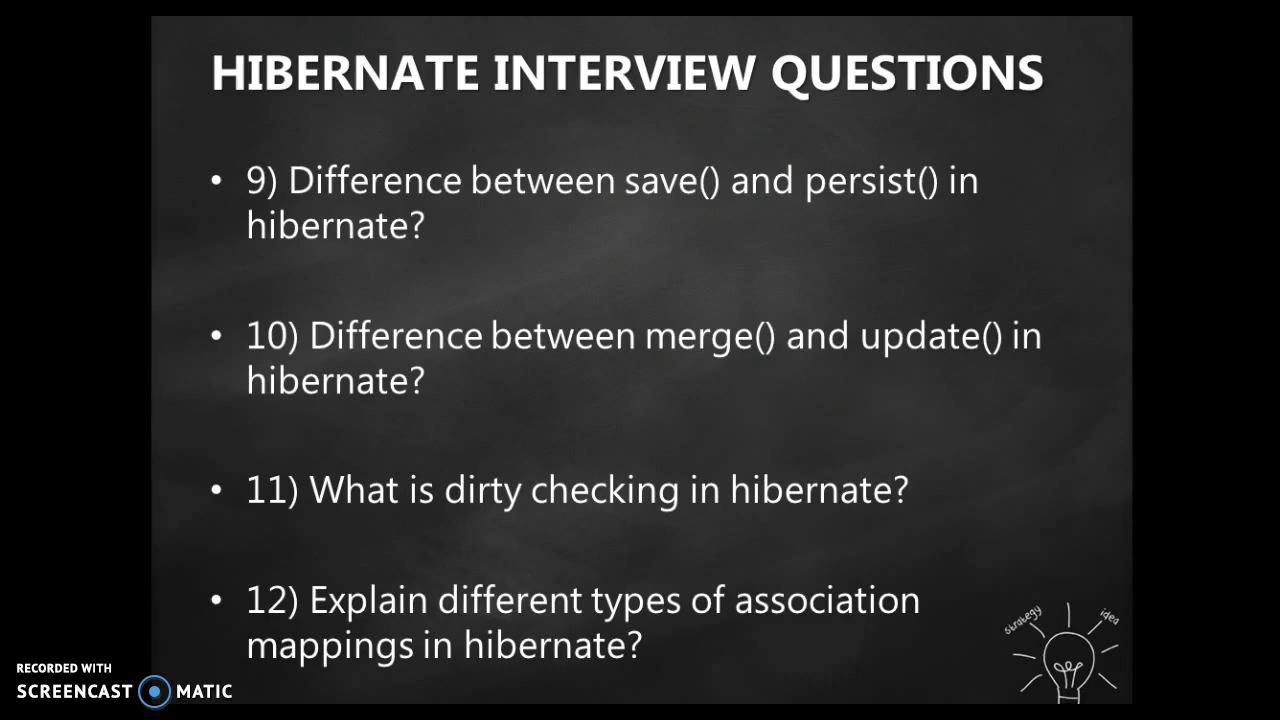 HIBERNATE INTERVIEW QUESTIONS
• 9) Difference between save() and persist() in
hibernate?
• 10) Difference between merge() and update() in
hibernate?
• 11) What is dirty checking in hibernate?
• 12) Explain different types of association
mappings in hibernate?
strategy
idea
RECORDED WITH
SCREENCAST MATIC